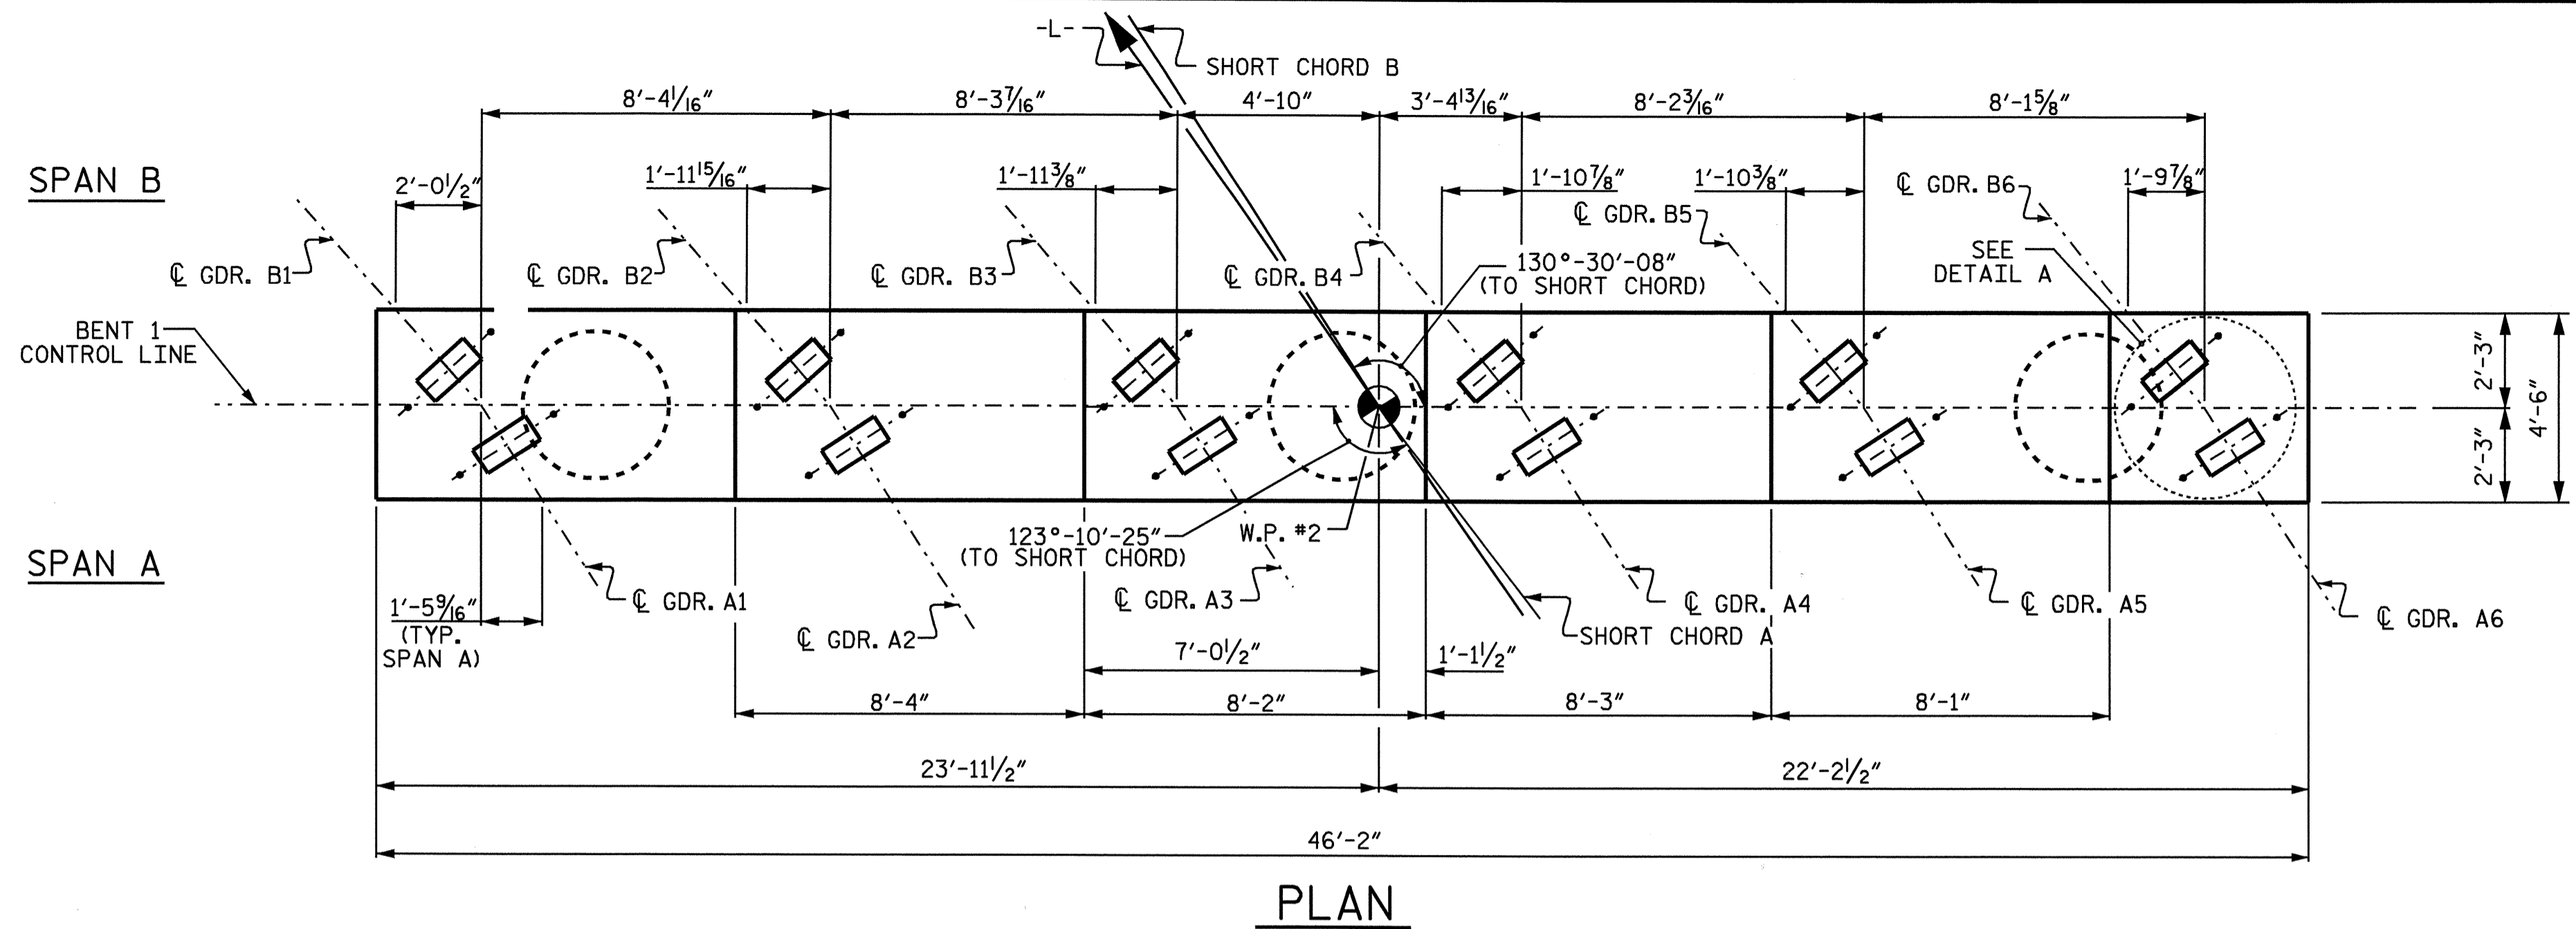 -L-
SHORT CHORD B
8'-4 1/16"
8'-3 7/16"
4'-10"
3'-4 13/16"
8'-2 3/16"
8'-1 5/8"
SPAN B
2'-0 1/2"
1'-11 15/16"
1'-11 3/8"
1'-10 7/8"
1'-10 3/8"
1'-9 7/8"
℄ GDR. B1
℄ GDR. B2
℄ GDR. B3
℄ GDR. B4
℄ GDR. B5
℄ GDR. B6
130°-30'-08"
(TO SHORT CHORD)
SEE
DETAIL A
BENT 1
CONTROL LINE
2'-3"
2'-3"
4'-6"
SPAN A
123°-10'-25"
(TO SHORT CHORD)
W.P. #2
1'-5 9/16"
(TYP.
SPAN A)
℄ GDR. A1
℄ GDR. A2
℄ GDR. A3
℄ GDR. A4
℄ GDR. A5
℄ GDR. A6
SHORT CHORD A
7'-0 1/2"
1'-1 1/2"
8'-4"
8'-2"
8'-3"
8'-1"
23'-11 1/2"
22'-2 1/2"
46'-2"
PLAN